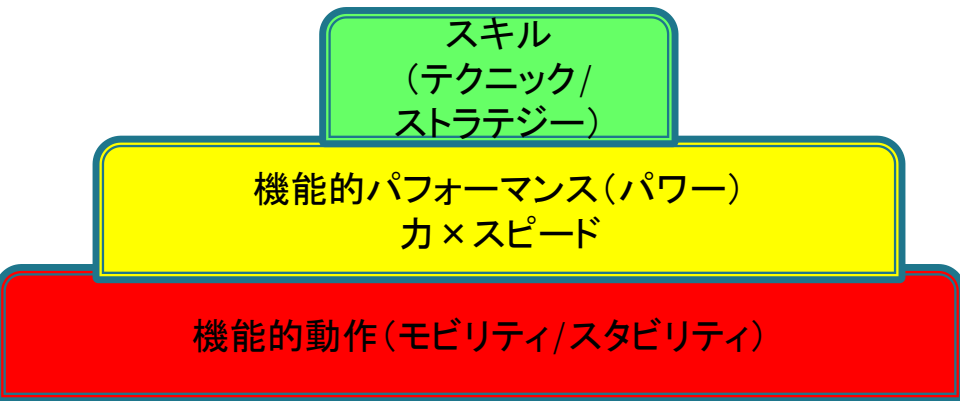 スキル
（テクニック/
ストラテジー）
機能的パフォーマンス（パワー）
力×スピード
機能的動作（モビリティ/スタビリティ）